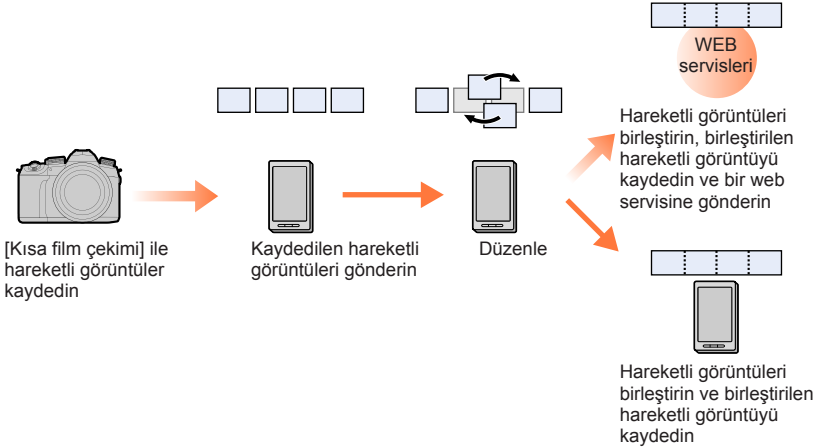 [Kısa film çekimi] ile
hareketli görüntüler
kaydedin
Kaydedilen hareketli
görüntüleri gönderin
Düzenle
WEB
servisleri
Hareketli görüntüleri
birleştirin, birleştirilen
hareketli görüntüyü
kaydedin ve bir web
servisine gönderin
Hareketli görüntüleri
birleştirin ve birleştirilen
hareketli görüntüyü
kaydedin